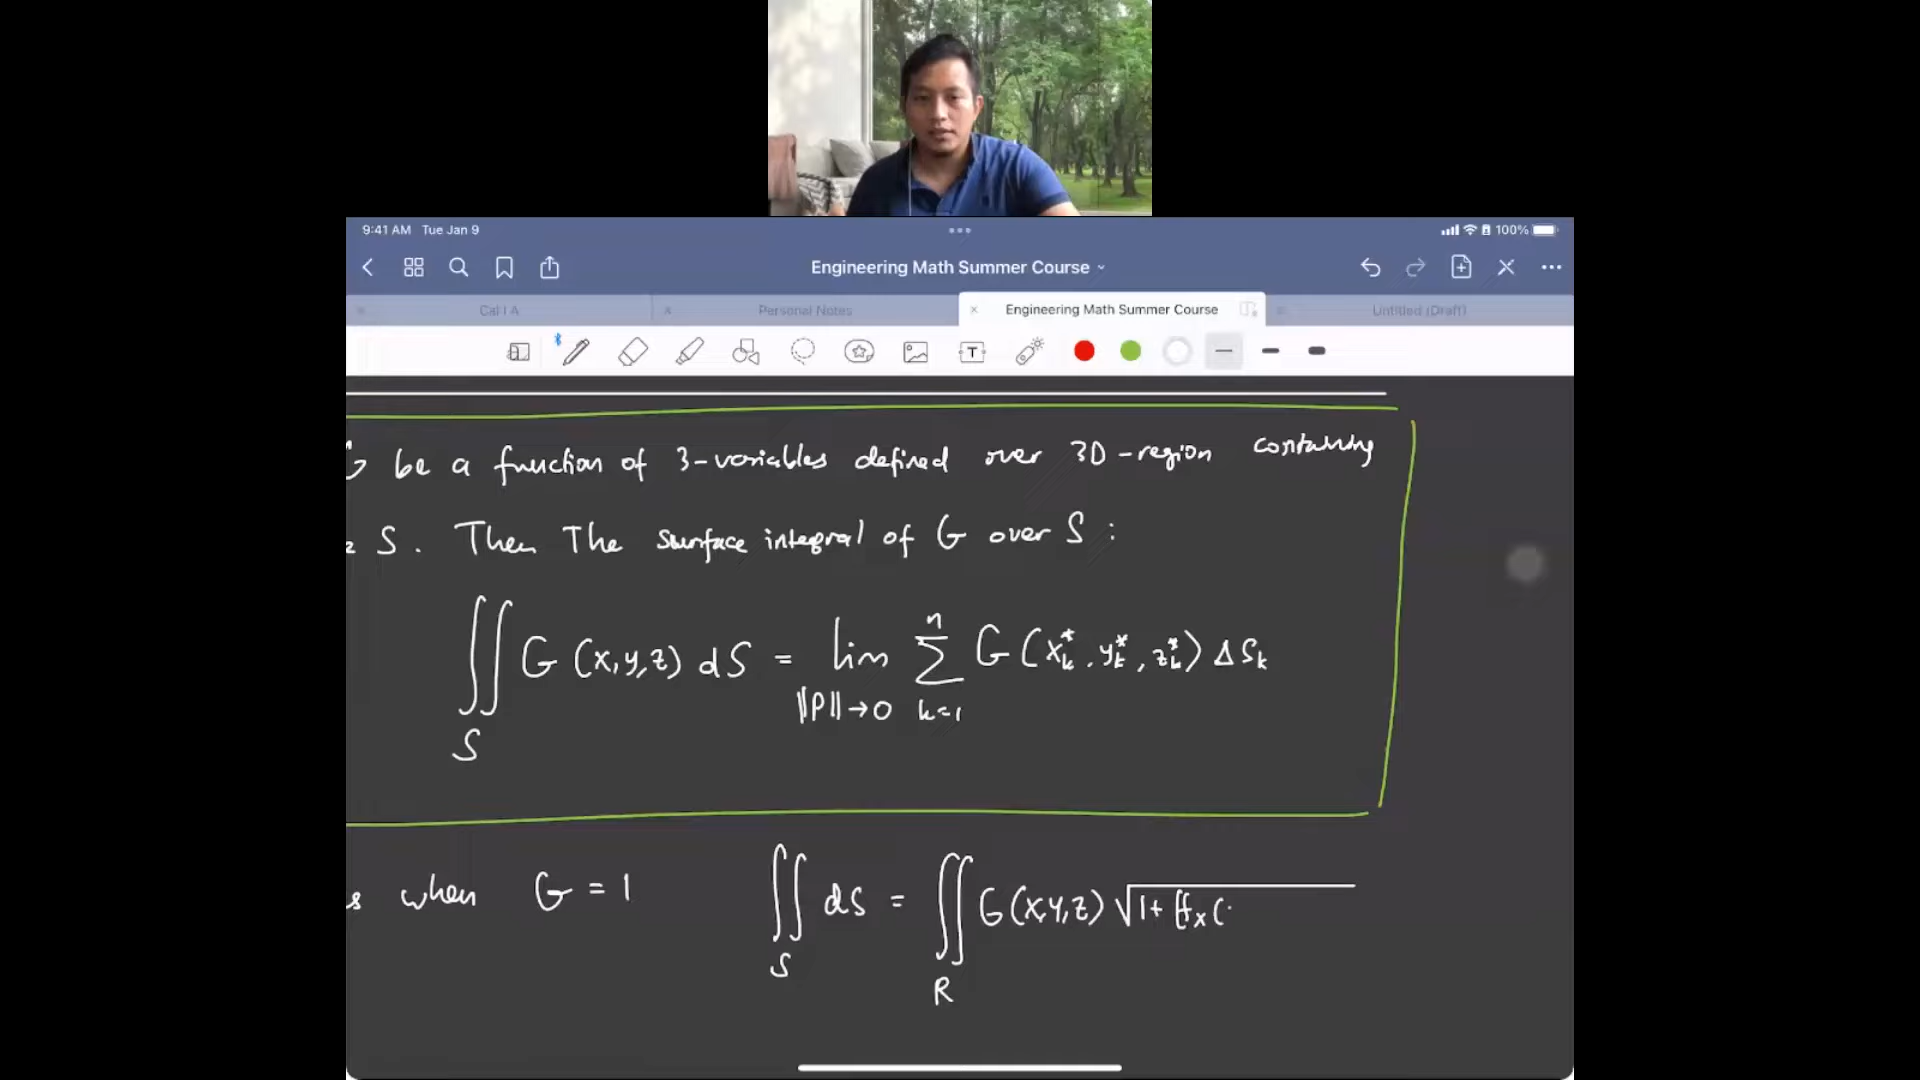 9:41 AM Tue Jan 9
100%
Engineering Math Summer Course
Cal I A
Personal Notes
Engineering Math Summer Course
Untitled (Draft)
T
be a function of 3-variables defined over 3D-region containing
S. Then The surface integral of G over S :
∬ G (x,y,z) dS = lim ∑ G (x*k, y*k, z*k) Δ Sk
n
||P||→0 k=1
S
s when G = 1 ∬ dS = ∬ G(x,y,z) √1+ [fx (
S
R